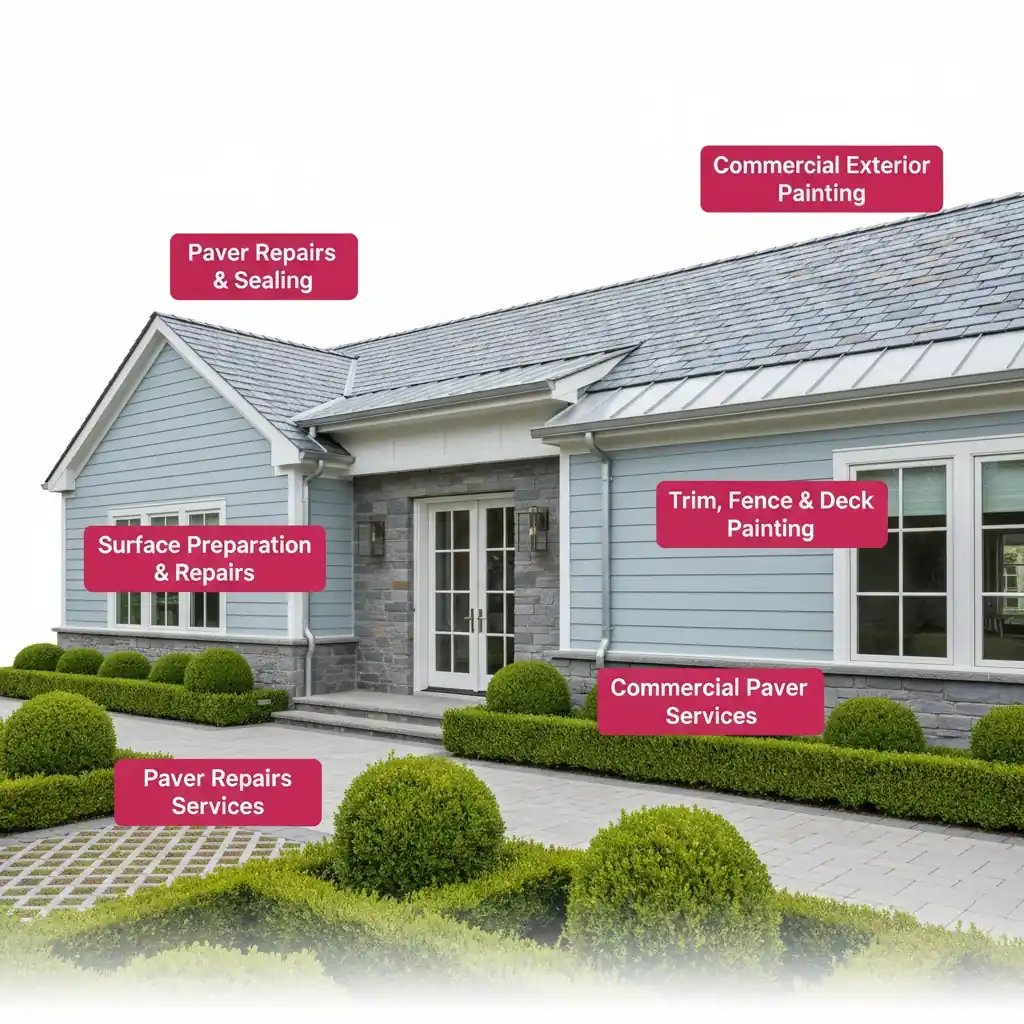 Commercial Exterior
Painting
Paver Repairs
& Sealing
Trim, Fence & Deck
Painting
Surface Preparation
& Repairs
Commercial Paver
Services
Paver Repairs
Services